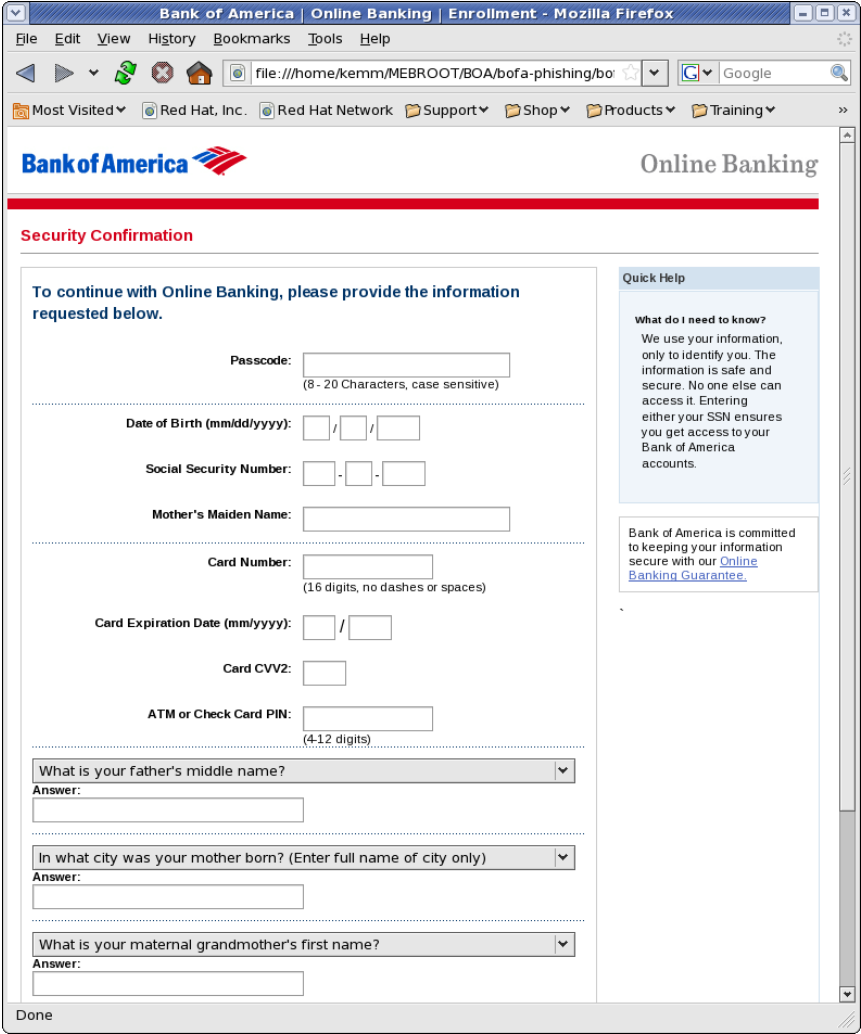 Bank of America | Online Banking | Enrollment - Mozilla Firefox
File Edit View History Bookmarks Tools Help
file:///home/kemm/MEBROOT/BOA/bofa-phishing/bo
G Google
Most Visited Red Hat, Inc. Red Hat Network Support Shop Products Training »
Bank of America
Online Banking
Security Confirmation
To continue with Online Banking, please provide the information
requested below.
Passcode:
(8 - 20 Characters, case sensitive)
Date of Birth (mm/dd/yyyy): / /
Social Security Number: - -
Mother's Maiden Name:
Card Number:
(16 digits, no dashes or spaces)
Card Expiration Date (mm/yyyy): /
Card CVV2:
ATM or Check Card PIN:
(4-12 digits)
What is your father's middle name?
Answer:
In what city was your mother born? (Enter full name of city only)
Answer:
What is your maternal grandmother's first name?
Answer:
Quick Help
What do I need to know?
We use your information,
only to identify you. The
information is safe and
secure. No one else can
access it. Entering
either your SSN ensures
you get access to your
Bank of America
accounts.
Bank of America is committed
to keeping your information
secure with our Online
Banking Guarantee.
`
Done